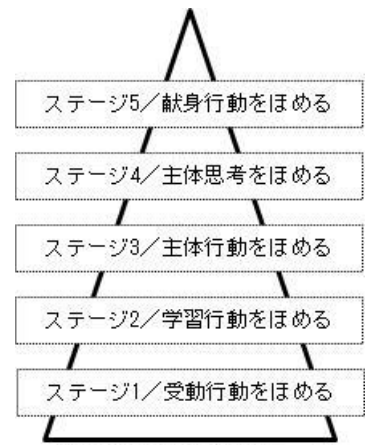 ステージ5／献身行動をほめる
ステージ4／主体思考をほめる
ステージ3／主体行動をほめる
ステージ2／学習行動をほめる
ステージ1／受動行動をほめる